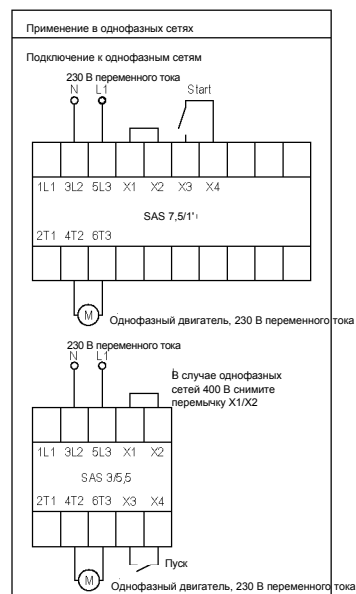 Применение в однофазных сетях
Подключение к однофазным сетям
230 В переменного тока
N L1 Start
1L1 3L2 5L3 X1 X2 X3 X4
SAS 7,5/1
2T1 4T2 6T3
M Однофазный двигатель, 230 В переменного тока
230 В переменного тока
N L1
В случае однофазных
сетей 400 В снимите
перемычку X1/X2
1L1 3L2 5L3 X1 X2
SAS 3/5,5
2T1 4T2 6T3 X3 X4
Пуск
M Однофазный двигатель, 230 В переменного тока